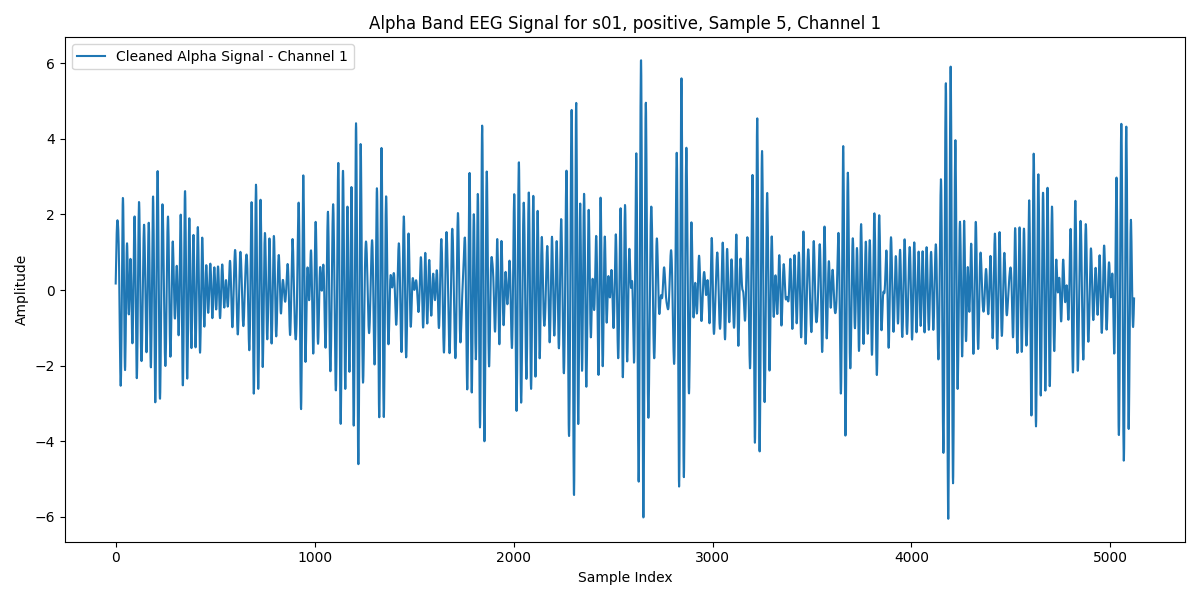 Alpha Band EEG Signal for s01, positive, Sample 5, Channel 1
Cleaned Alpha Signal - Channel 1
Amplitude
6
4
2
0
−2
−4
−6
0 1000 2000 3000 4000 5000
Sample Index